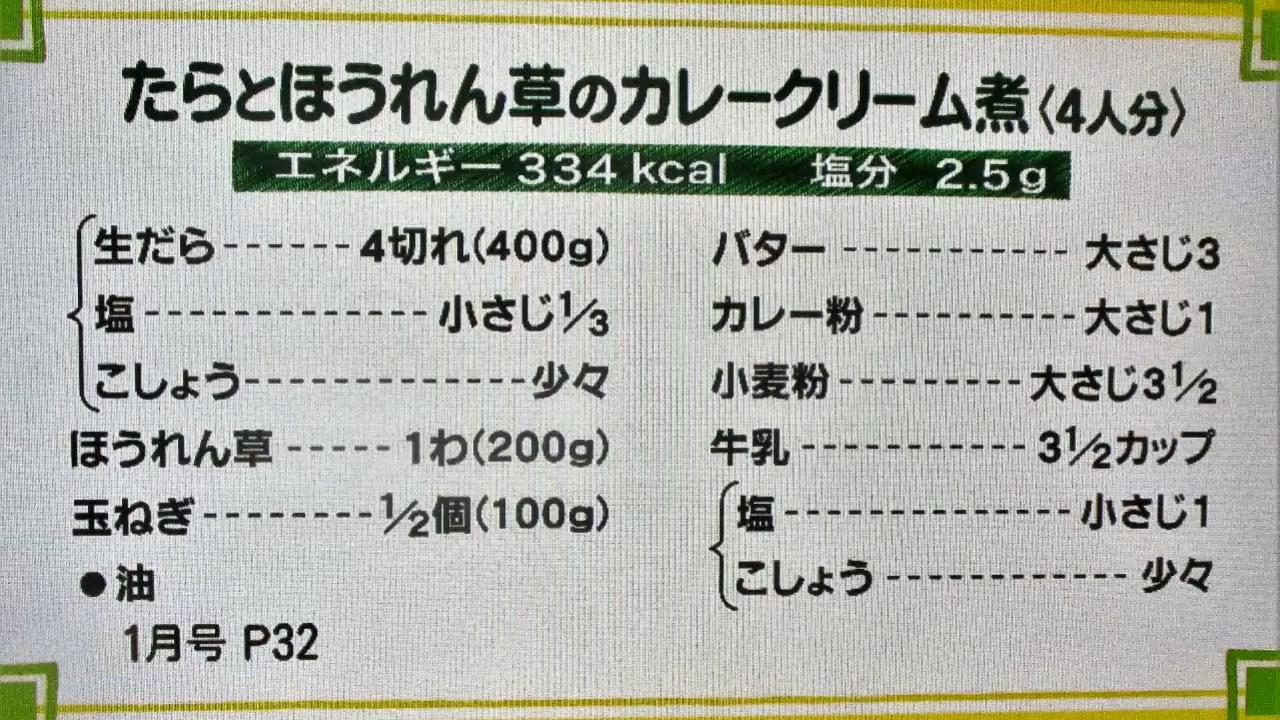 たらとほうれん草のカレークリーム煮〈4人分〉
エネルギー 334 kcal 塩分 2.5g
生だら------4切れ(400g)
塩--------------小さじ1/3
こしょう--------------少々
ほうれん草-----1わ(200g)
玉ねぎ--------1/2個(100g)
●油
1月号 P32
バター-----------大さじ3
カレー粉----------大さじ1
小麦粉---------大さじ3 1/2
牛乳-----------3 1/2カップ
塩--------------小さじ1
こしょう------------少々